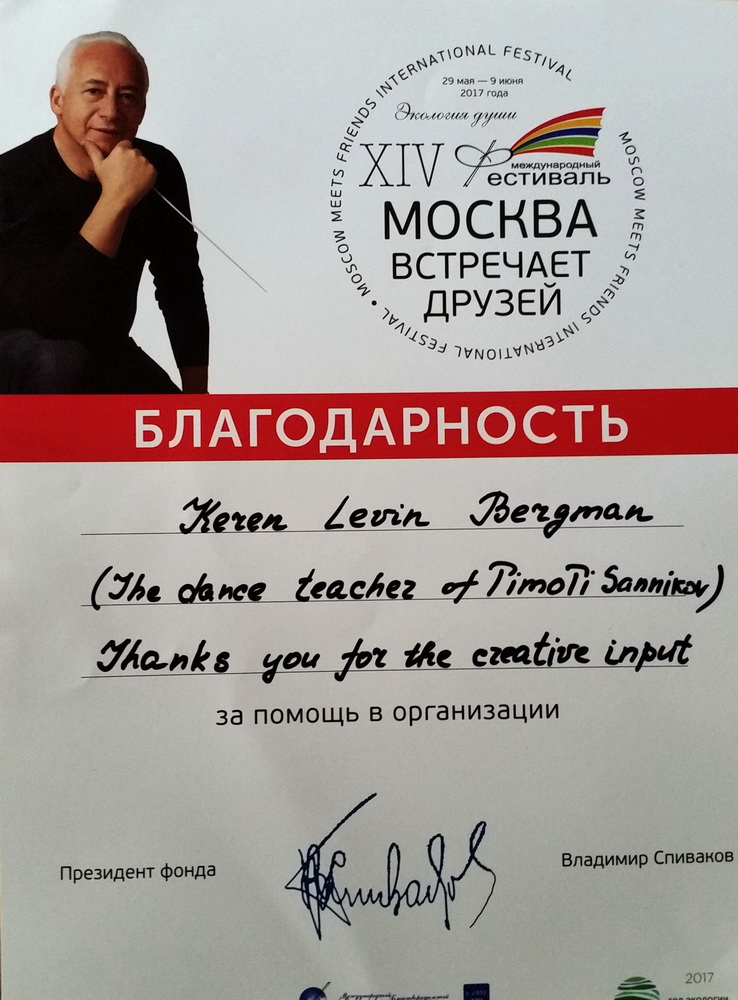 MOSCOW MEETS FRIENDS INTERNATIONAL FESTIVAL • MOSCOW MEETS FRIENDS INTERNATIONAL FESTIVAL
29 мая — 9 июня
2017 года
Экология души
XIV международный
Фестиваль
МОСКВА
ВСТРЕЧАЕТ
ДРУЗЕЙ
БЛАГОДАРНОСТЬ
Keren Levin Bergman
(The dance teacher of TimoTi Sannikov)
Thanks you for the creative input
за помощь в организации
Президент фонда
Владимир Спиваков
2017